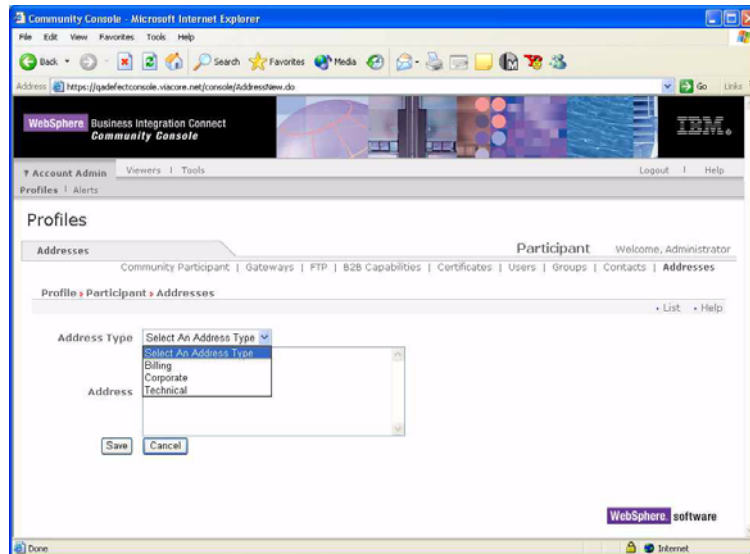 Community Console - Microsoft Internet Explorer
File Edit View Favorites Tools Help
Back Search Favorites Media
Address https://qadefectconsole.viacore.net/console/AddressNew.do Go Links
WebSphere. Business Integration Connect
Community Console
IBM.
? Account Admin Viewers | Tools Logout | Help
Profiles | Alerts
Profiles
Addresses Participant Welcome, Administrator
Community Participant | Gateways | FTP | B2B Capabilities | Certificates | Users | Groups | Contacts | Addresses
Profile » Participant » Addresses
• List • Help
Address Type Select An Address Type
Select An Address Type
Billing
Corporate
Technical
Address
Save Cancel
WebSphere. software
Done Internet